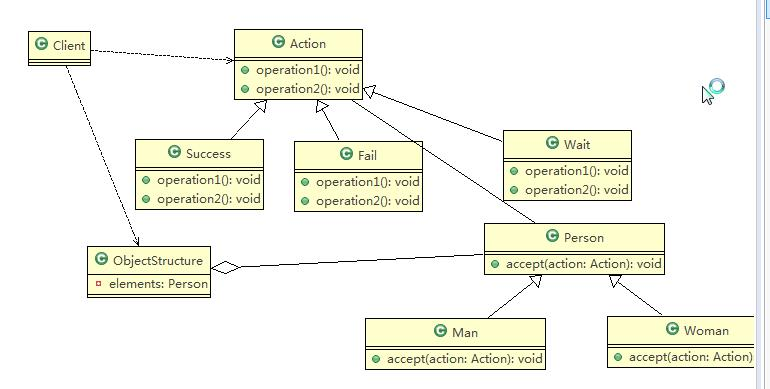 Client
Action
operation1(): void
operation2(): void
Success
operation1(): void
operation2(): void
Fail
operation1(): void
operation2(): void
Wait
operation1(): void
operation2(): void
Person
accept(action: Action): void
ObjectStructure
elements: Person
Man
accept(action: Action): void
Woman
accept(action: Action)